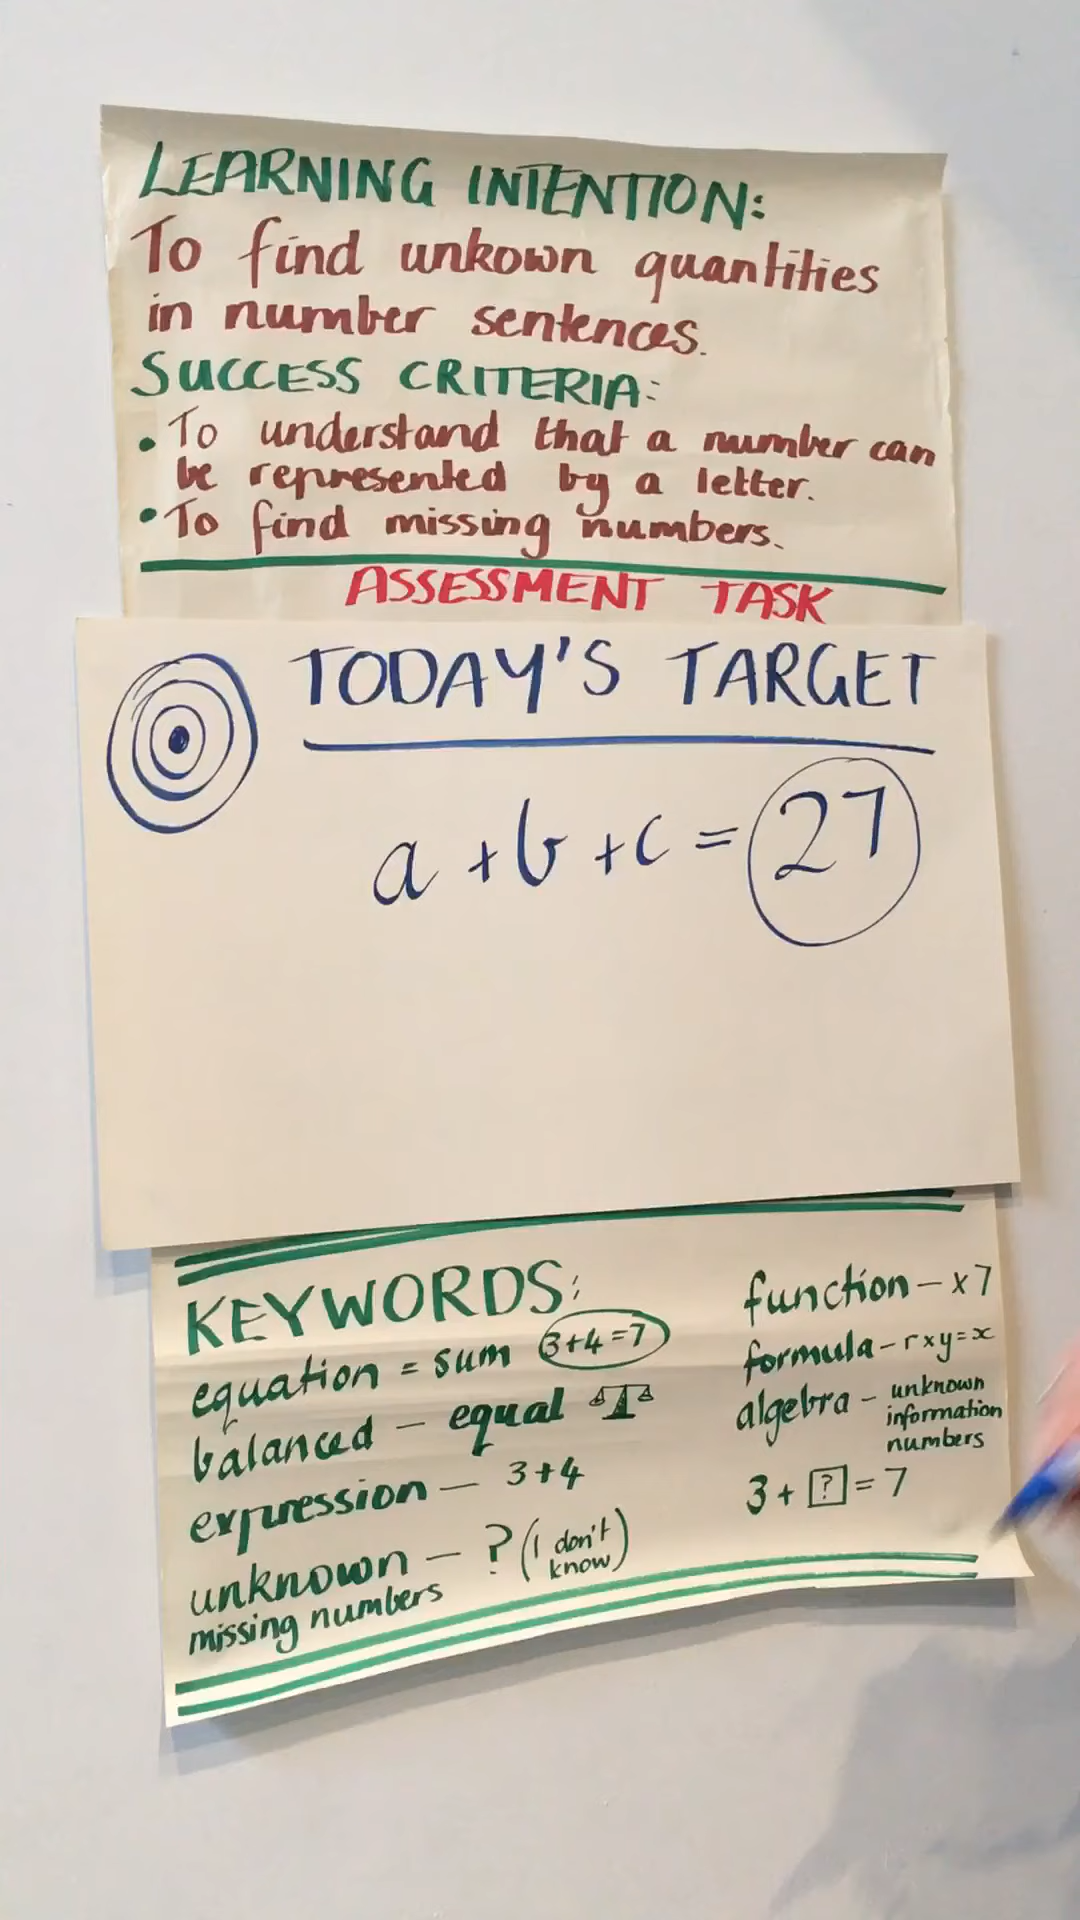 LEARNING INTENTION:
To find unkown quantities
in number sentences.
SUCCESS CRITERIA:
• To understand that a number can
be represented by a letter.
• To find missing numbers.
ASSESSMENT TASK
TODAY'S TARGET
a + b + c = 27
KEYWORDS:
equation = sum 3+4=7
balanced – equal
expression – 3+4
unknown – ? (I don't know)
missing numbers
function – x7
formula – r x y = x
algebra – unknown
information
numbers
3 + ? = 7